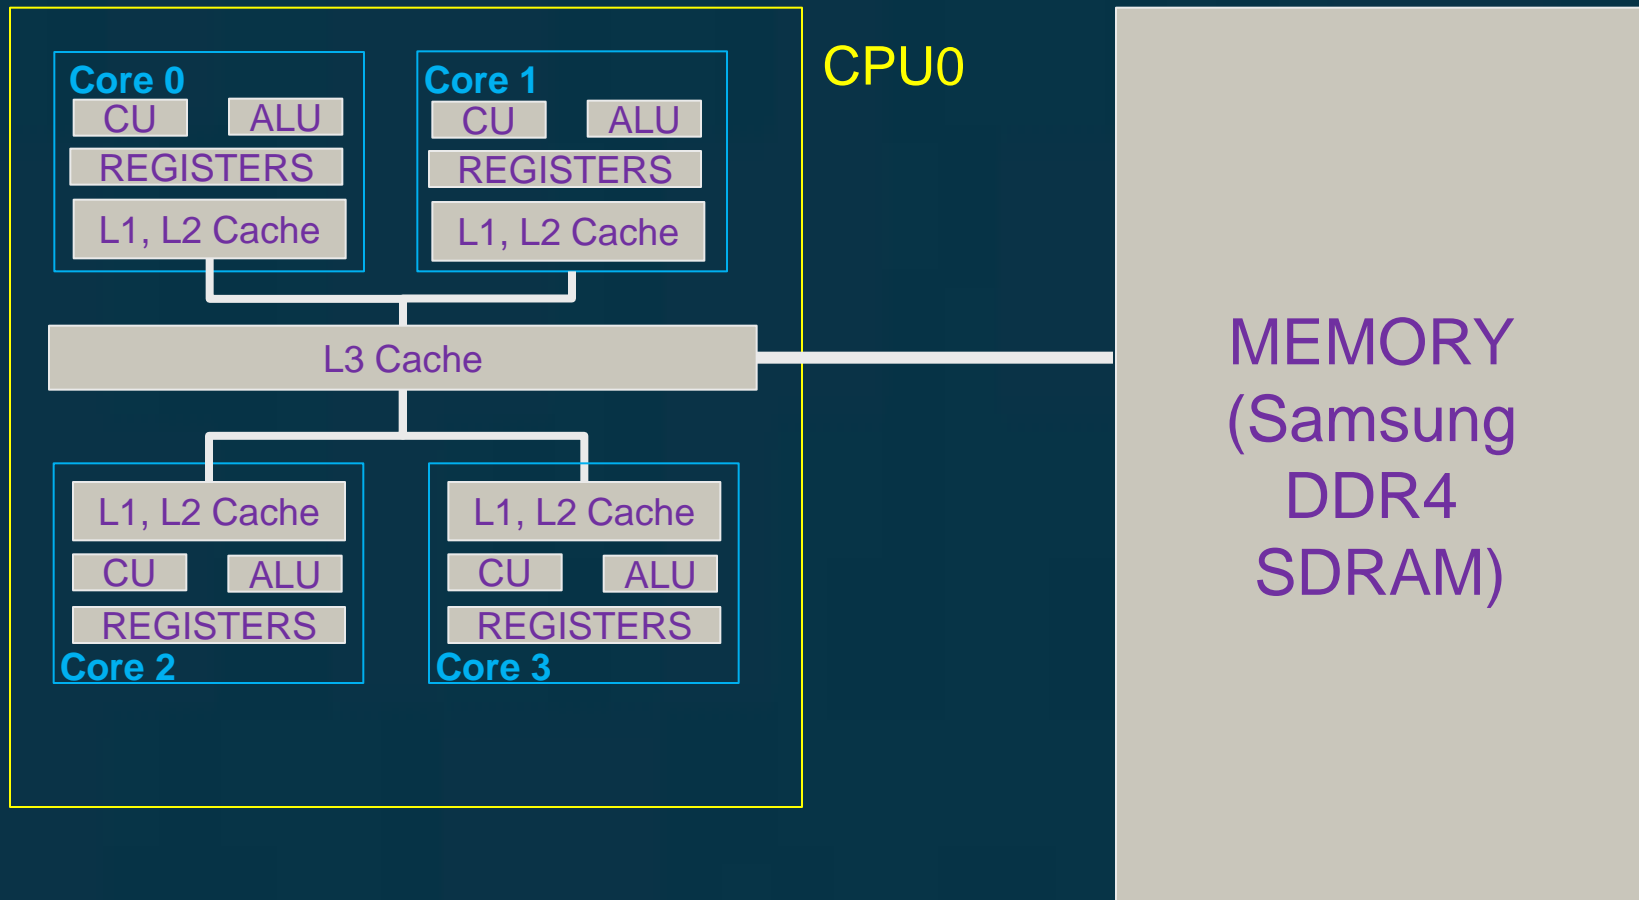 CPU0
Core 0
CU
ALU
REGISTERS
L1, L2 Cache
Core 1
CU
ALU
REGISTERS
L1, L2 Cache
L3 Cache
L1, L2 Cache
CU
ALU
REGISTERS
Core 2
L1, L2 Cache
CU
ALU
REGISTERS
Core 3
MEMORY
(Samsung
DDR4
SDRAM)